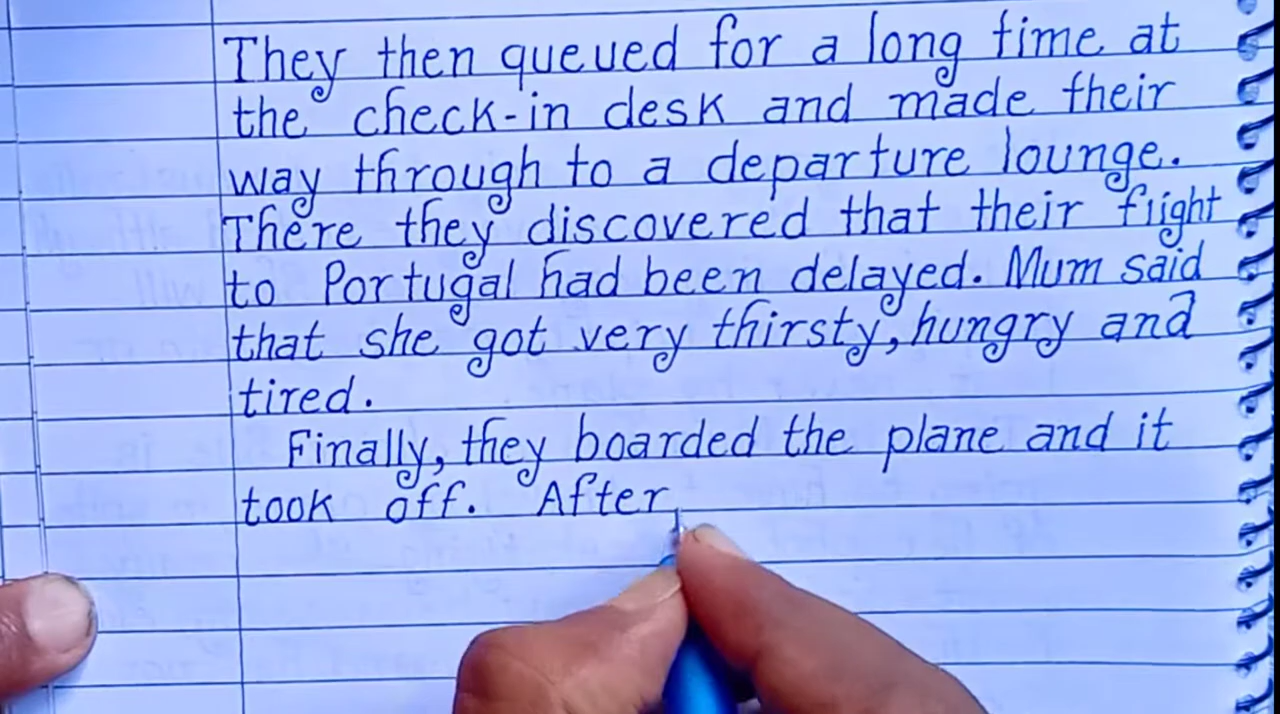 They then queued for a long time at
the check-in desk and made their
way through to a departure lounge.
There they discovered that their flight
to Portugal had been delayed. Mum said
that she got very thirsty, hungry and
tired.
Finally, they boarded the plane and it
took off. After